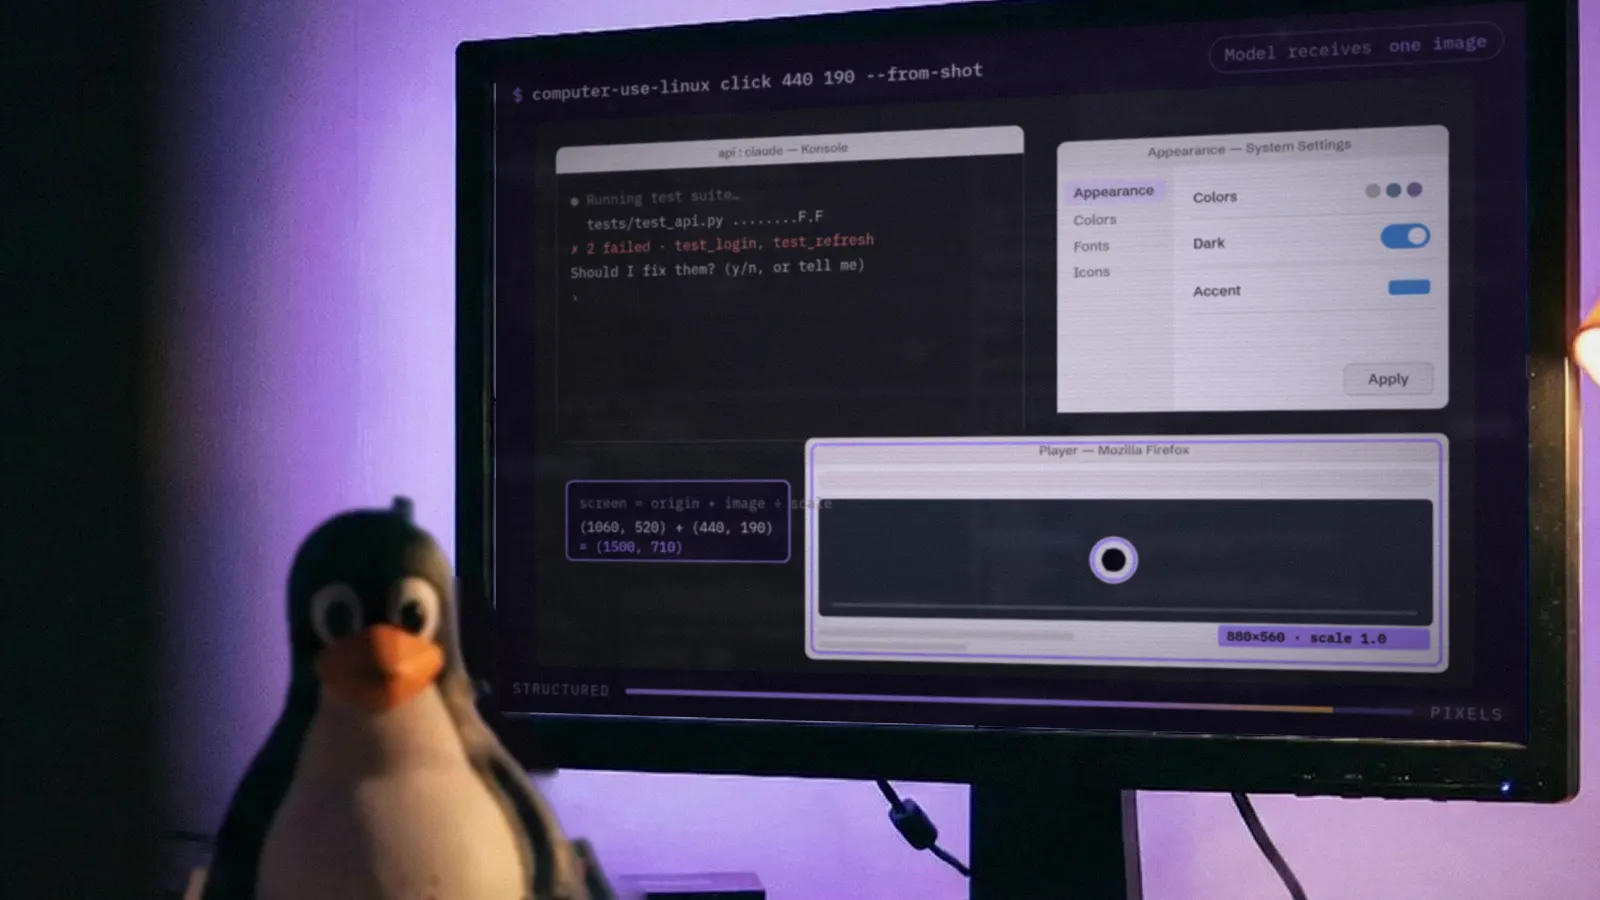 $ computer-use-linux click 440 190 --from-shot
Model receives one image
api : claude — Konsole
● Running test suite…
tests/test_api.py ........F.F
✗ 2 failed · test_login, test_refresh
Should I fix them? (y/n, or tell me)
›
Appearance — System Settings
Appearance
Colors
Fonts
Icons
Colors
Dark
Accent
Apply
screen = origin + image ÷ scale
(1060, 520) + (440, 190)
= (1500, 710)
Player — Mozilla Firefox
880×560 · scale 1.0
STRUCTURED
PIXELS